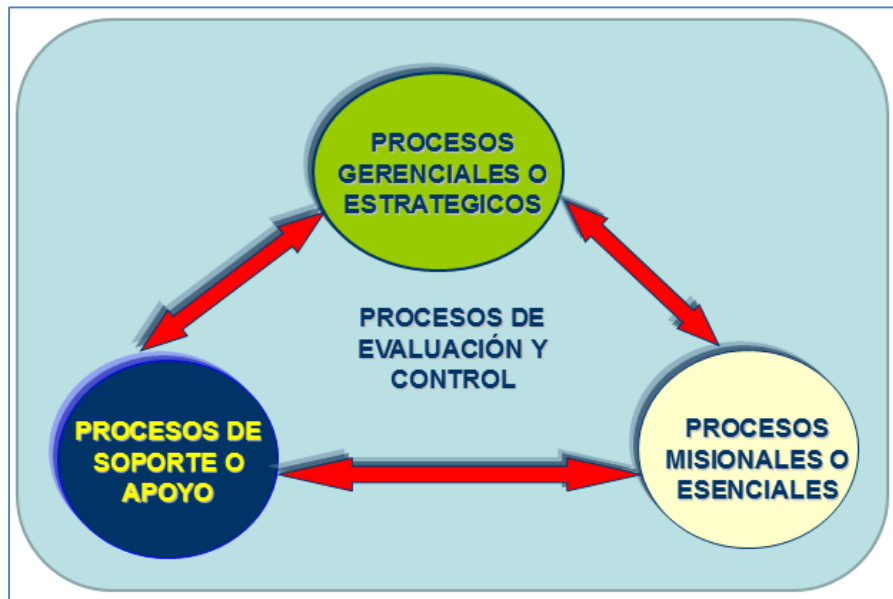 PROCESOS
GERENCIALES O
ESTRATEGICOS
PROCESOS DE
EVALUACIÓN Y
CONTROL
PROCESOS DE
SOPORTE O
APOYO
PROCESOS
MISIONALES O
ESENCIALES